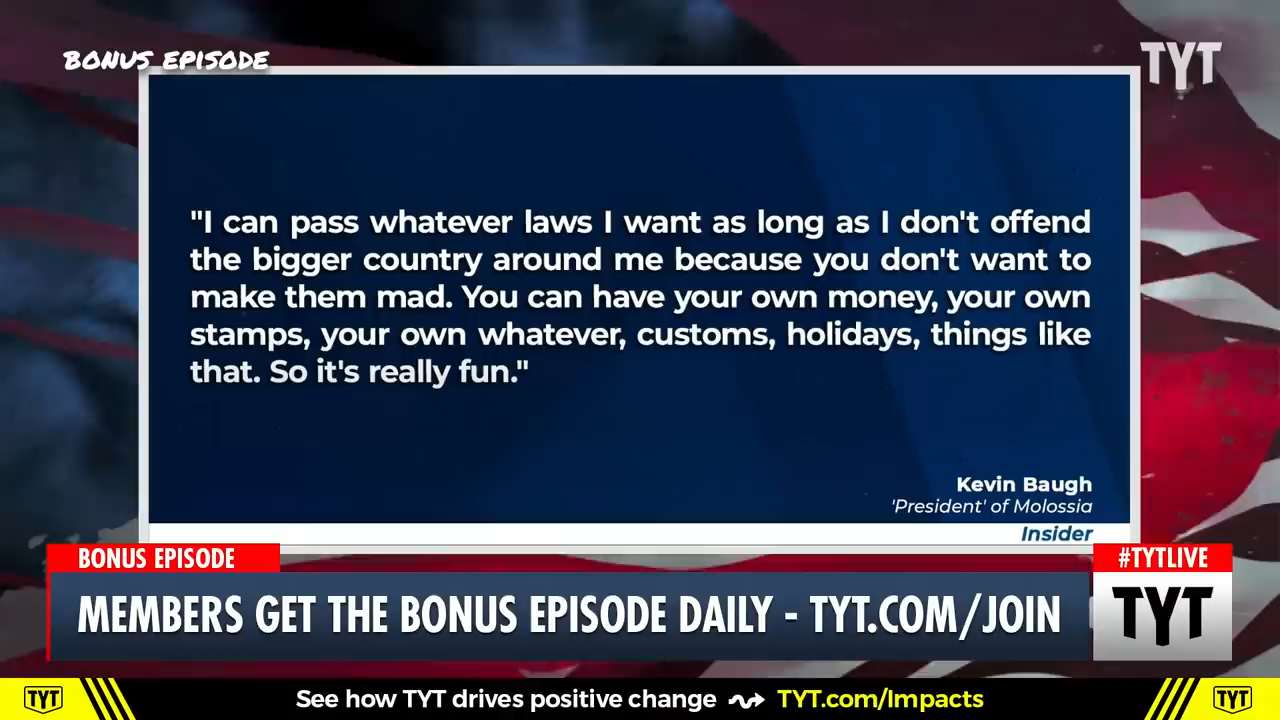 BONUS EPISODE
TYT
"I can pass whatever laws I want as long as I don't offend
the bigger country around me because you don't want to
make them mad. You can have your own money, your own
stamps, your own whatever, customs, holidays, things like
that. So it's really fun."
Kevin Baugh
'President' of Molossia
Insider
BONUS EPISODE
#TYTLIVE
MEMBERS GET THE BONUS EPISODE DAILY - TYT.COM/JOIN
TYT
TYT
See how TYT drives positive change TYT.com/Impacts
TYT